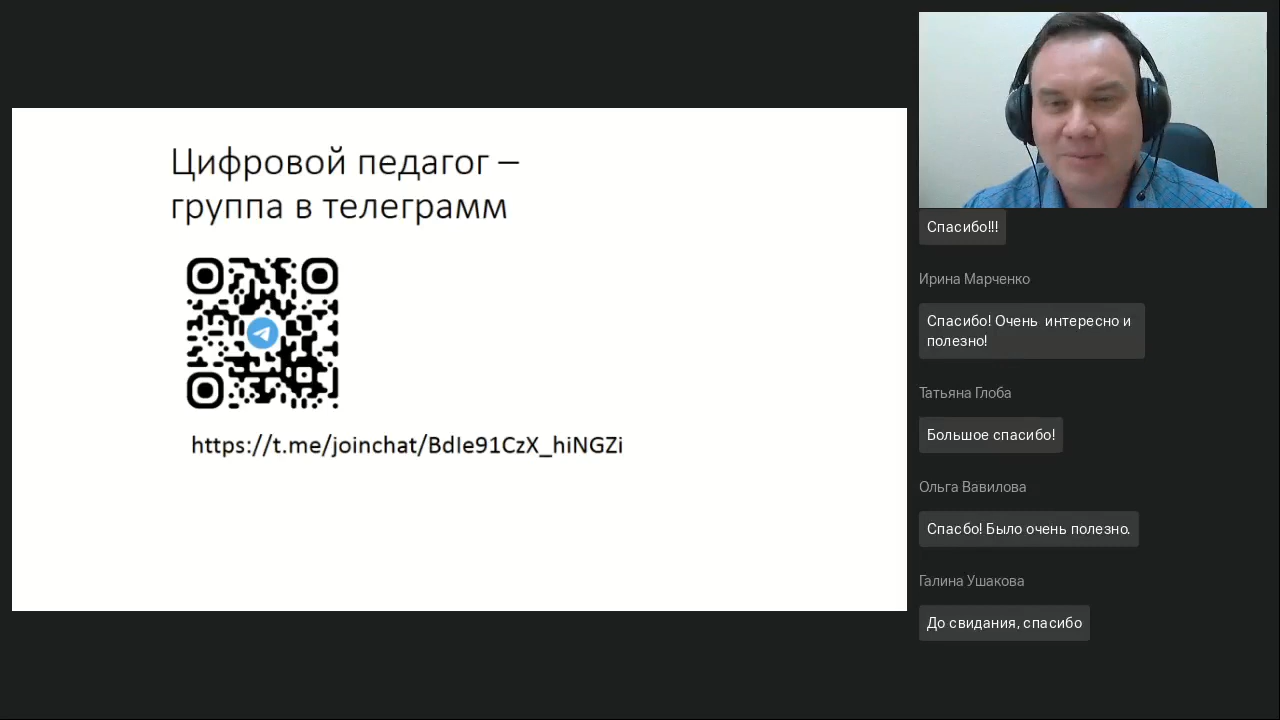 Цифровой педагог –
группа в телеграмм
https://t.me/joinchat/BdIe91CzX_hiNGZi
Спасибо!!!
Ирина Марченко
Спасибо! Очень интересно и
полезно!
Татьяна Глоба
Большое спасибо!
Ольга Вавилова
Спасбо! Было очень полезно.
Галина Ушакова
До свидания, спасибо